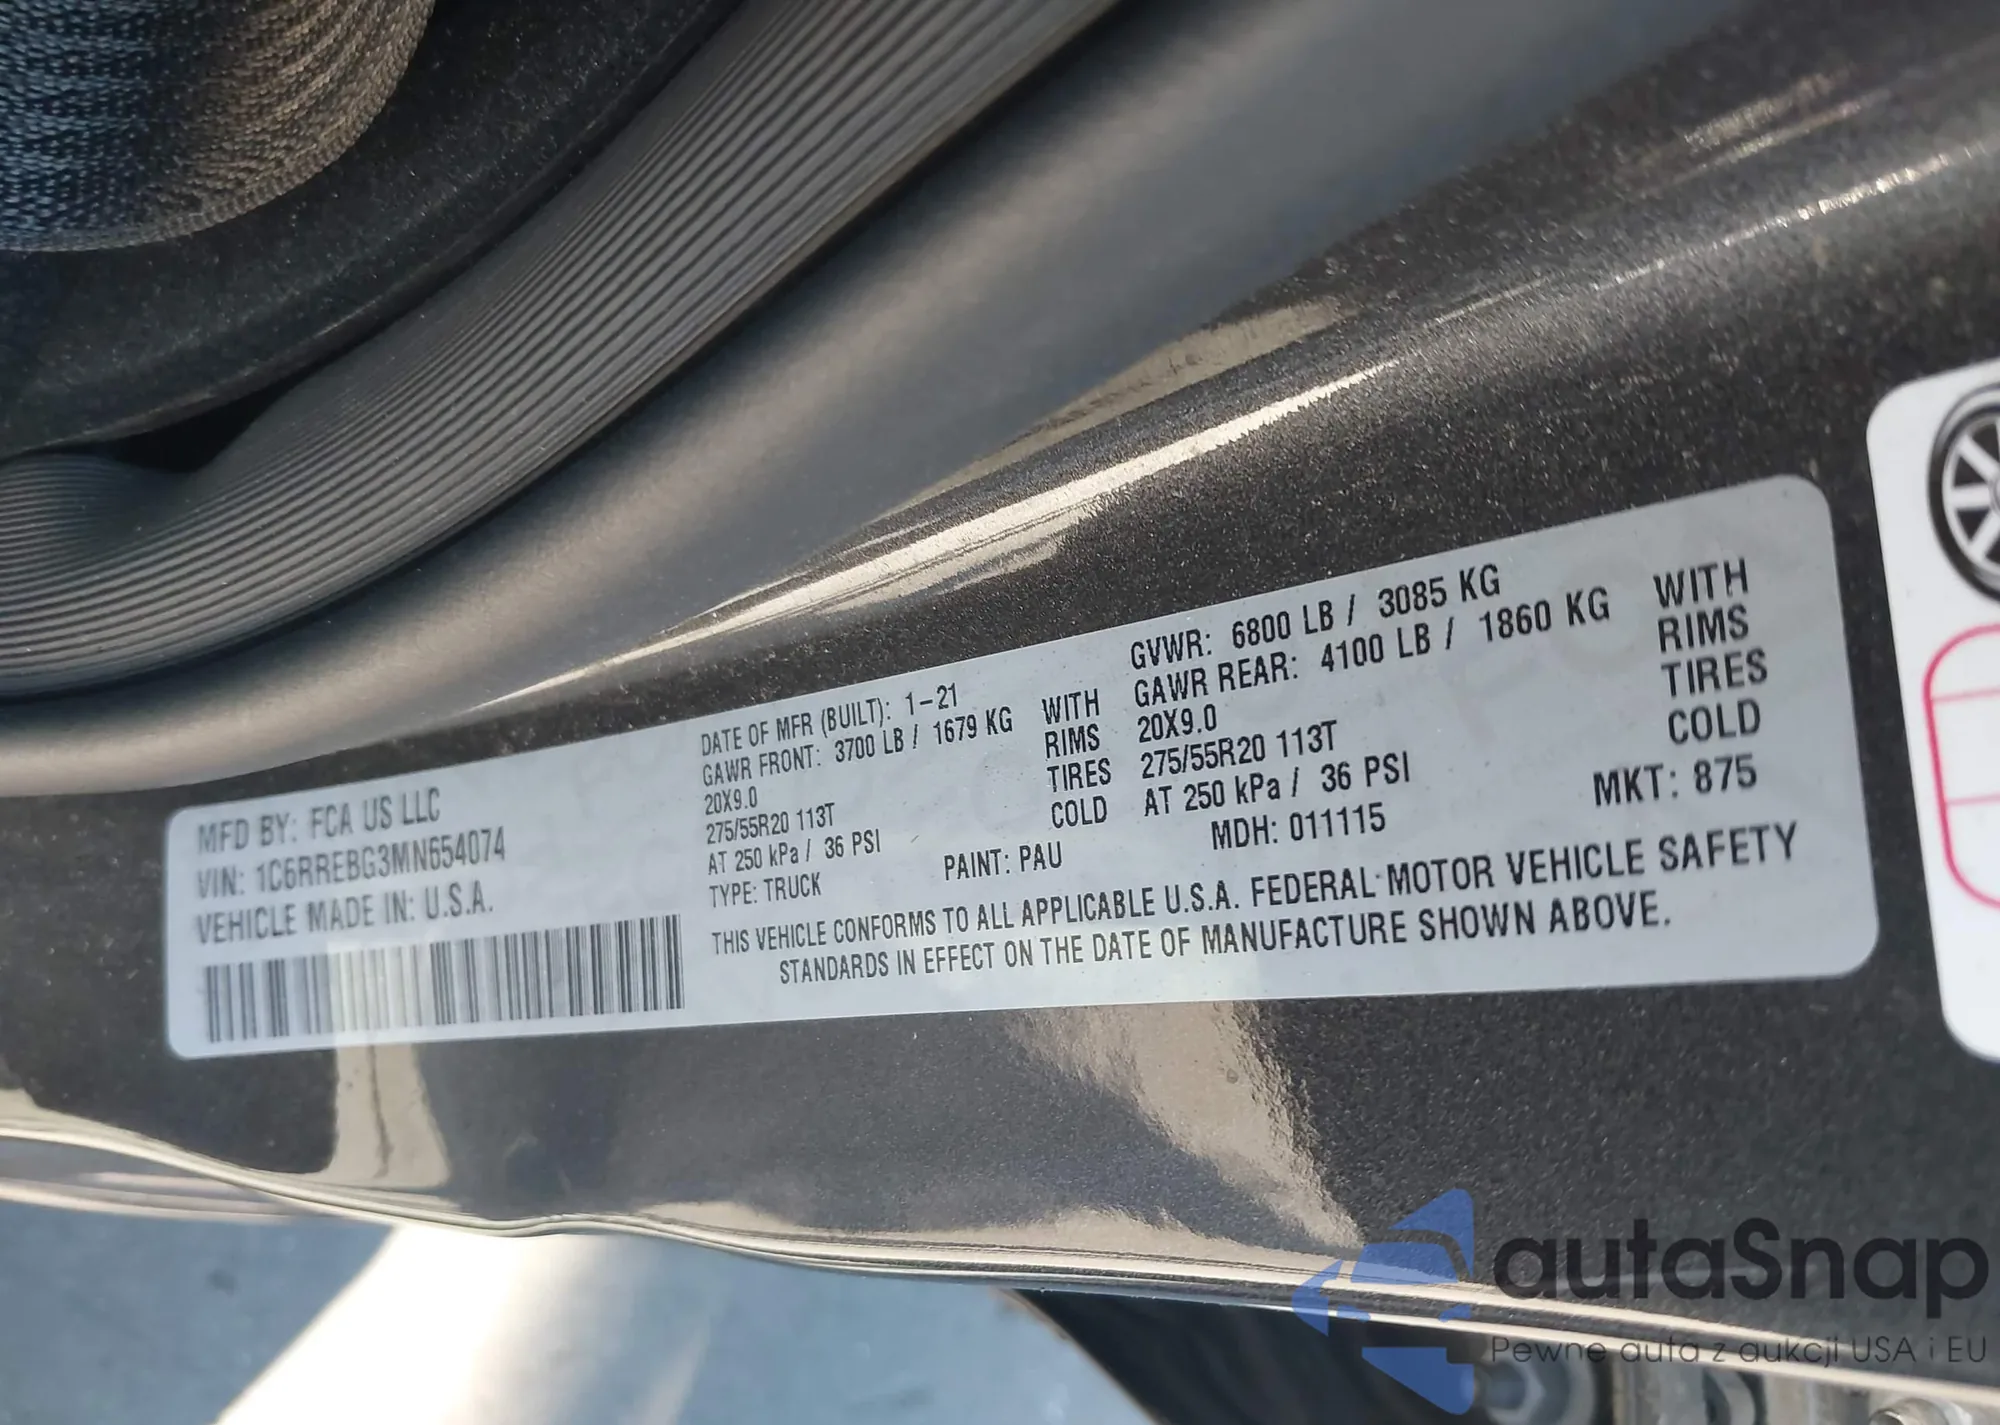 MFD BY: FCA US LLC
VIN: 1C6RREBG3MN654074
VEHICLE MADE IN: U.S.A.
DATE OF MFR (BUILT): 1-21
GAWR FRONT: 3700 LB / 1679 KG WITH
20X9.0 RIMS
275/55R20 113T TIRES
AT 250 kPa / 36 PSI COLD
TYPE: TRUCK
PAINT: PAU
GVWR: 6800 LB / 3085 KG
GAWR REAR: 4100 LB / 1860 KG WITH
20X9.0 RIMS
275/55R20 113T TIRES
AT 250 kPa / 36 PSI COLD
MDH: 011115
MKT: 875
THIS VEHICLE CONFORMS TO ALL APPLICABLE U.S.A. FEDERAL MOTOR VEHICLE SAFETY
STANDARDS IN EFFECT ON THE DATE OF MANUFACTURE SHOWN ABOVE.
autaSnap
Pewne auta z aukcji USA i EU